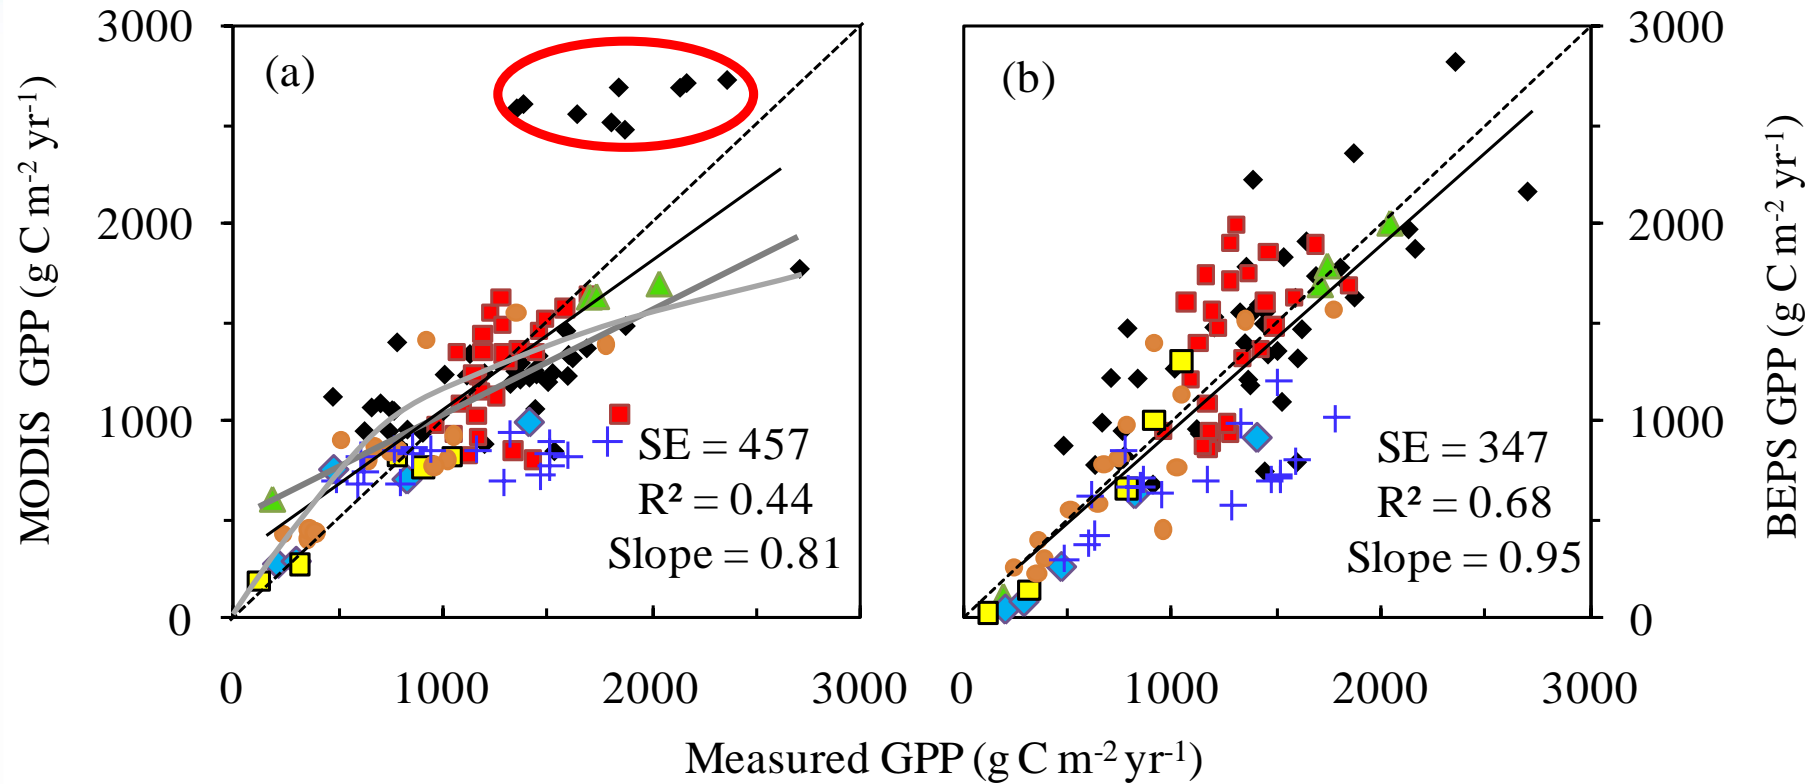 3000
2000
1000
0
MODIS GPP (g C m-2 yr-1)
(a)
SE = 457
R² = 0.44
Slope = 0.81
0 1000 2000 3000
(b)
SE = 347
R² = 0.68
Slope = 0.95
0 1000 2000 3000
3000
2000
1000
0
BEPS GPP (g C m-2 yr-1)
Measured GPP (g C m-2 yr-1)